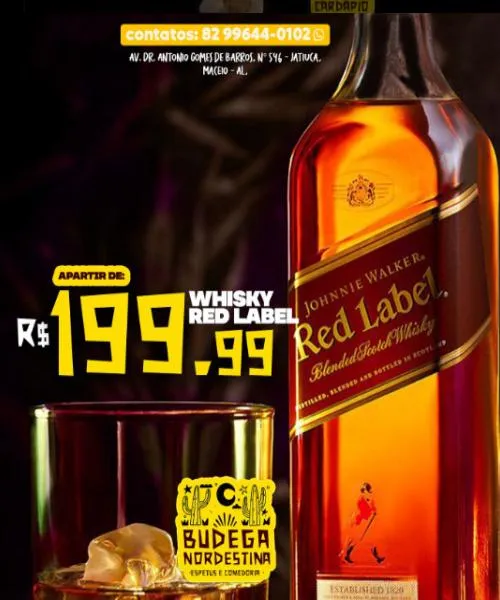 CARDÁPIO
contatos: 82 99644-0102
AV. DR. ANTONIO GOMES DE BARROS, Nº 546 - JATIUCA,
MACEIO - AL,
APARTIR DE:
R$199.99
WHISKY
RED LABEL
JOHNNIE WALKER.
Red Label.
Blended Scotch Whisky
DISTILLED, BLENDED AND BOTTLED IN SCOTLAND
ESTABLISHED 1820
BUDEGA
NORDESTINA
ESPETUS E COMEDORIA